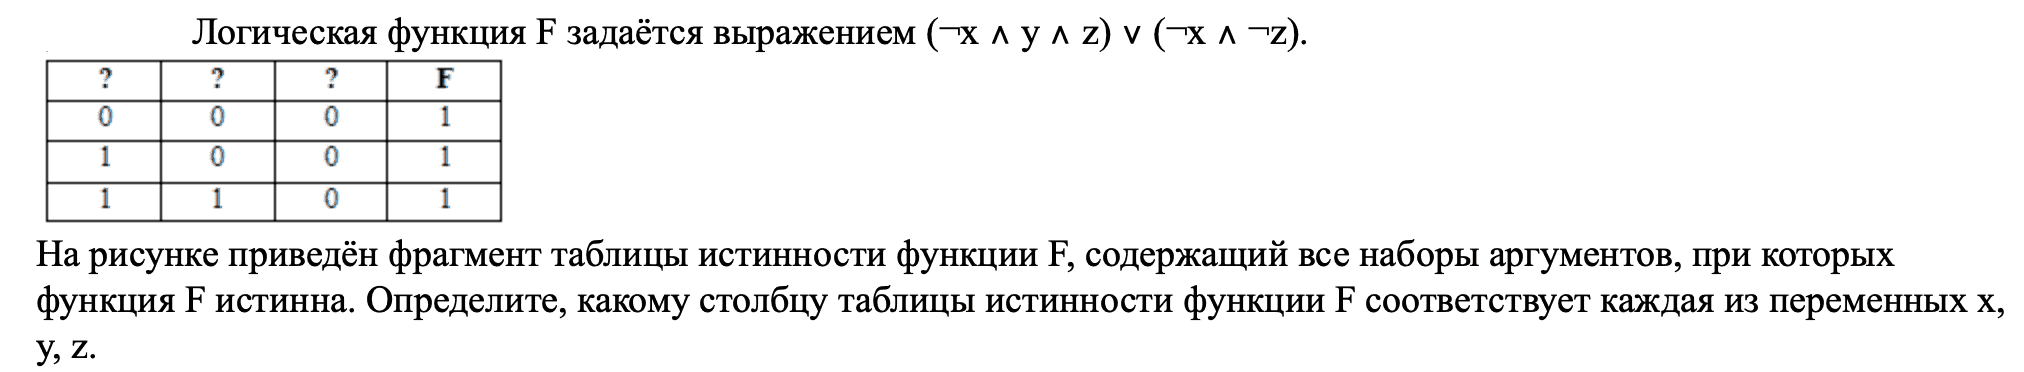 Логическая функция F задаётся выражением (¬x ∧ y ∧ z) ∨ (¬x ∧ ¬z).
? ? ? F
0 0 0 1
1 0 0 1
1 1 0 1
На рисунке приведён фрагмент таблицы истинности функции F, содержащий все наборы аргументов, при которых
функция F истинна. Определите, какому столбцу таблицы истинности функции F соответствует каждая из переменных x,
y, z.